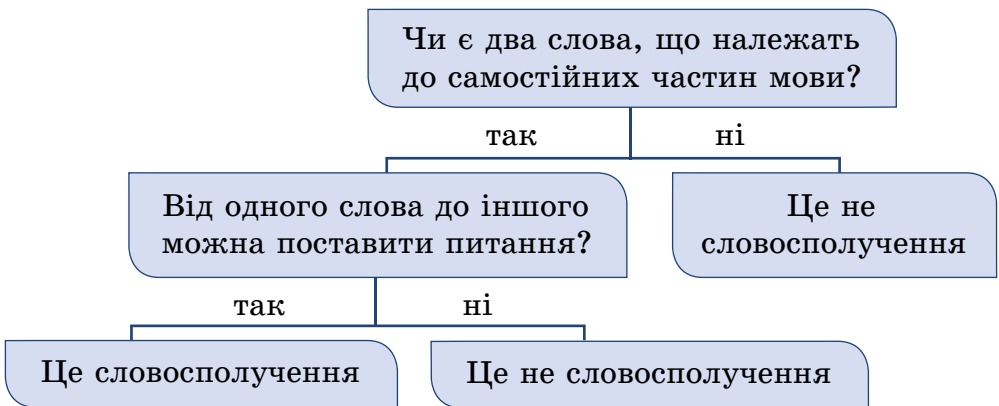 Чи є два слова, що належать
до самостійних частин мови?
так
ні
Від одного слова до іншого
можна поставити питання?
Це не
словосполучення
так
ні
Це словосполучення
Це не словосполучення